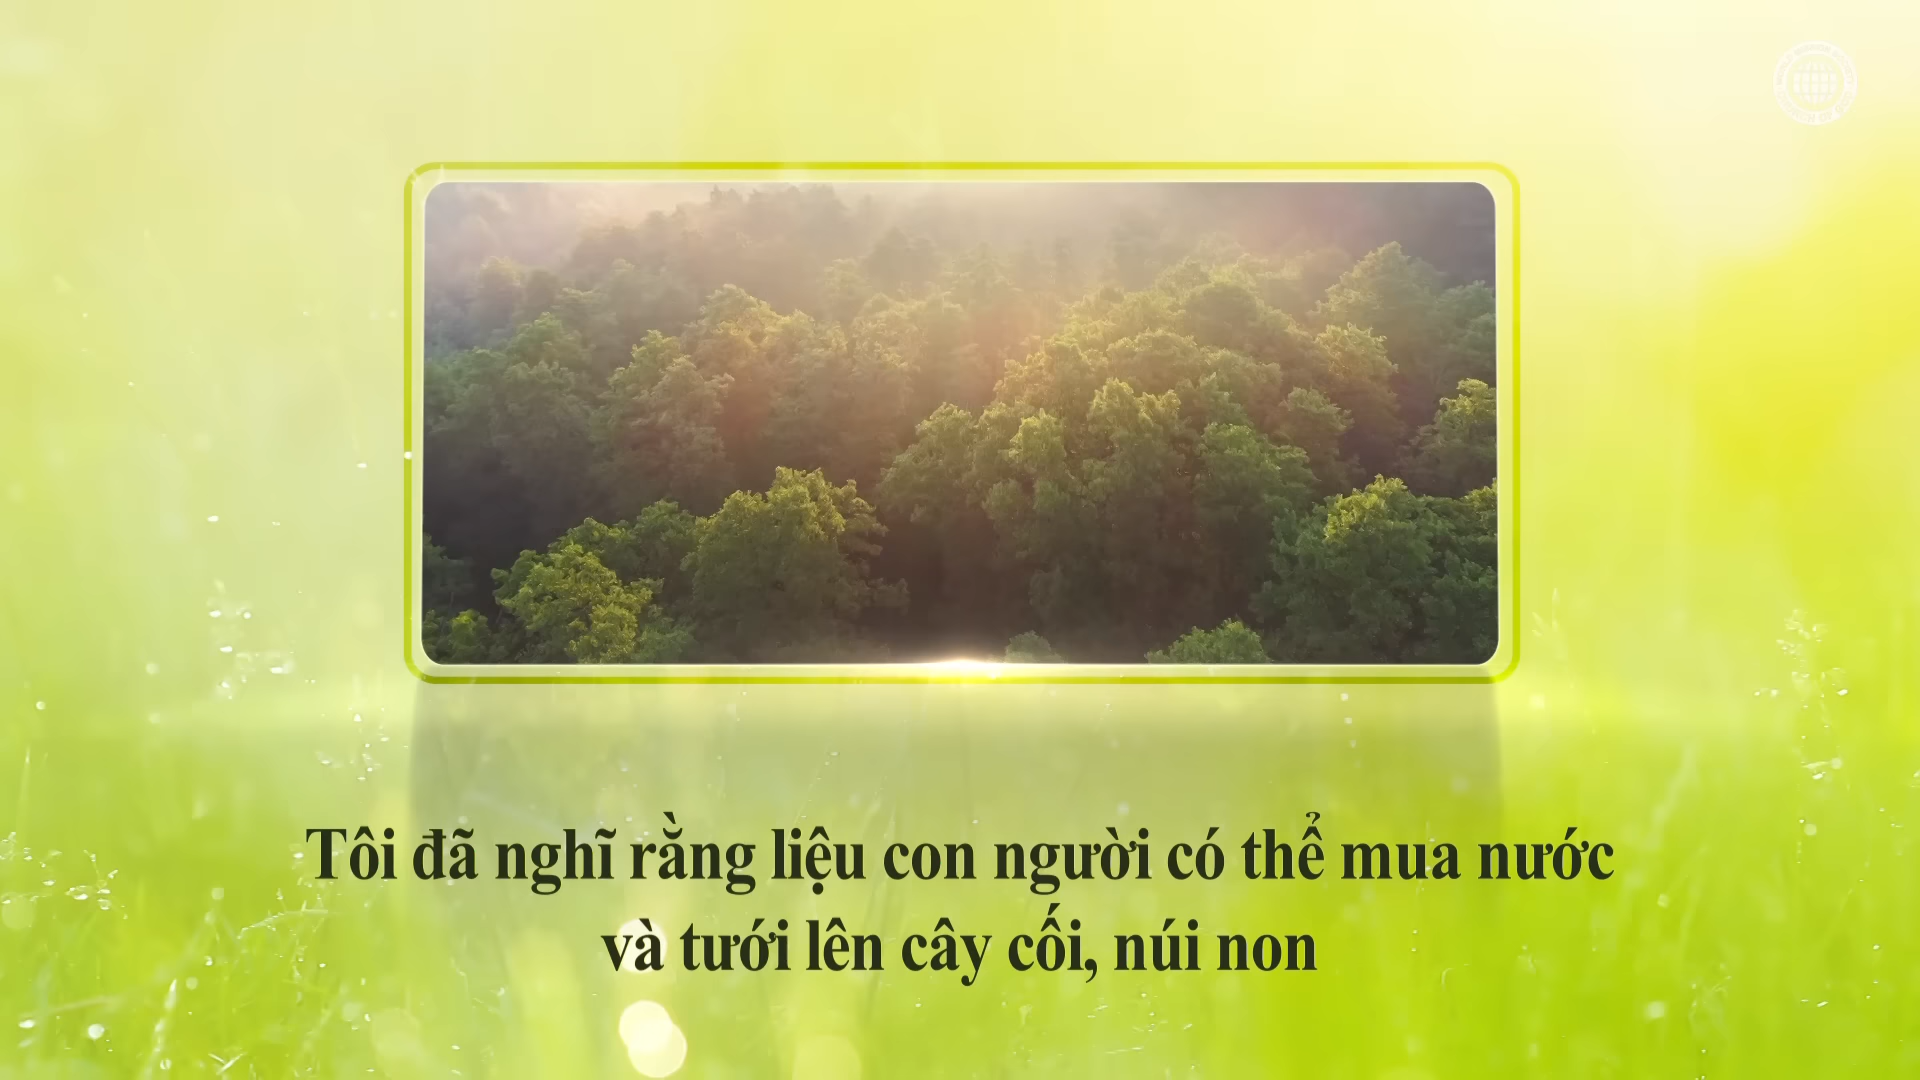 Tôi đã nghĩ rằng liệu con người có thể mua nước
và tưới lên cây cối, núi non